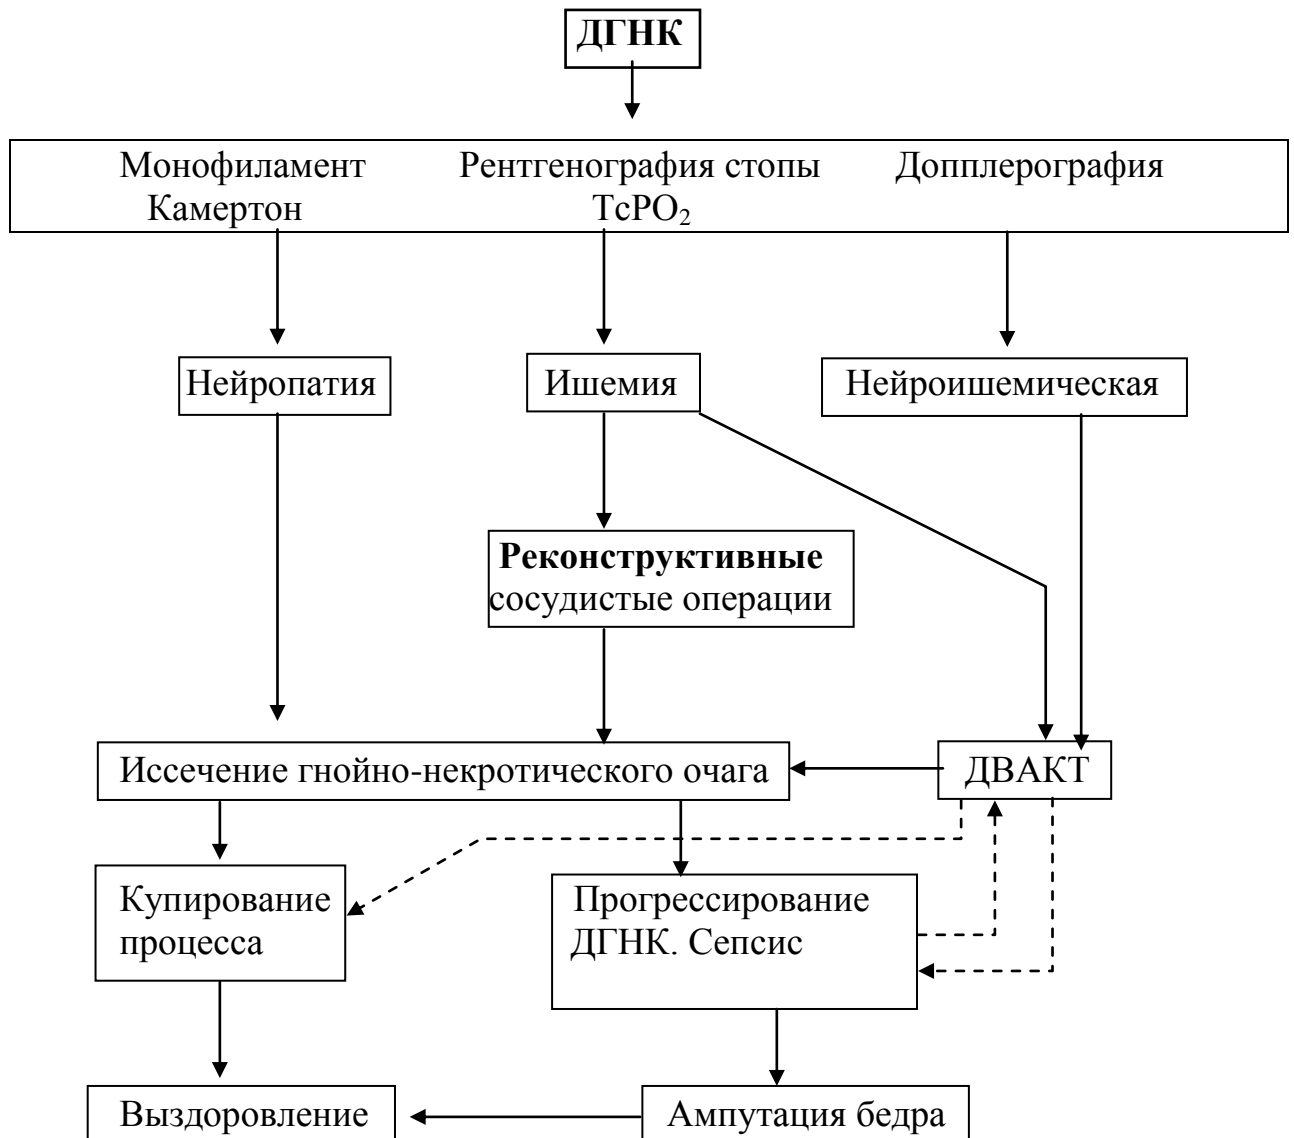 ДГНК
Монофиламент Рентгенография стопы Допплерография
Камертон TcPO₂
Нейропатия Ишемия Нейроишемическая
Реконструктивные
сосудистые операции
Иссечение гнойно-некротического очага ДВАКТ
Купирование
процесса
Прогрессирование
ДГНК. Сепсис
Выздоровление Ампутация бедра